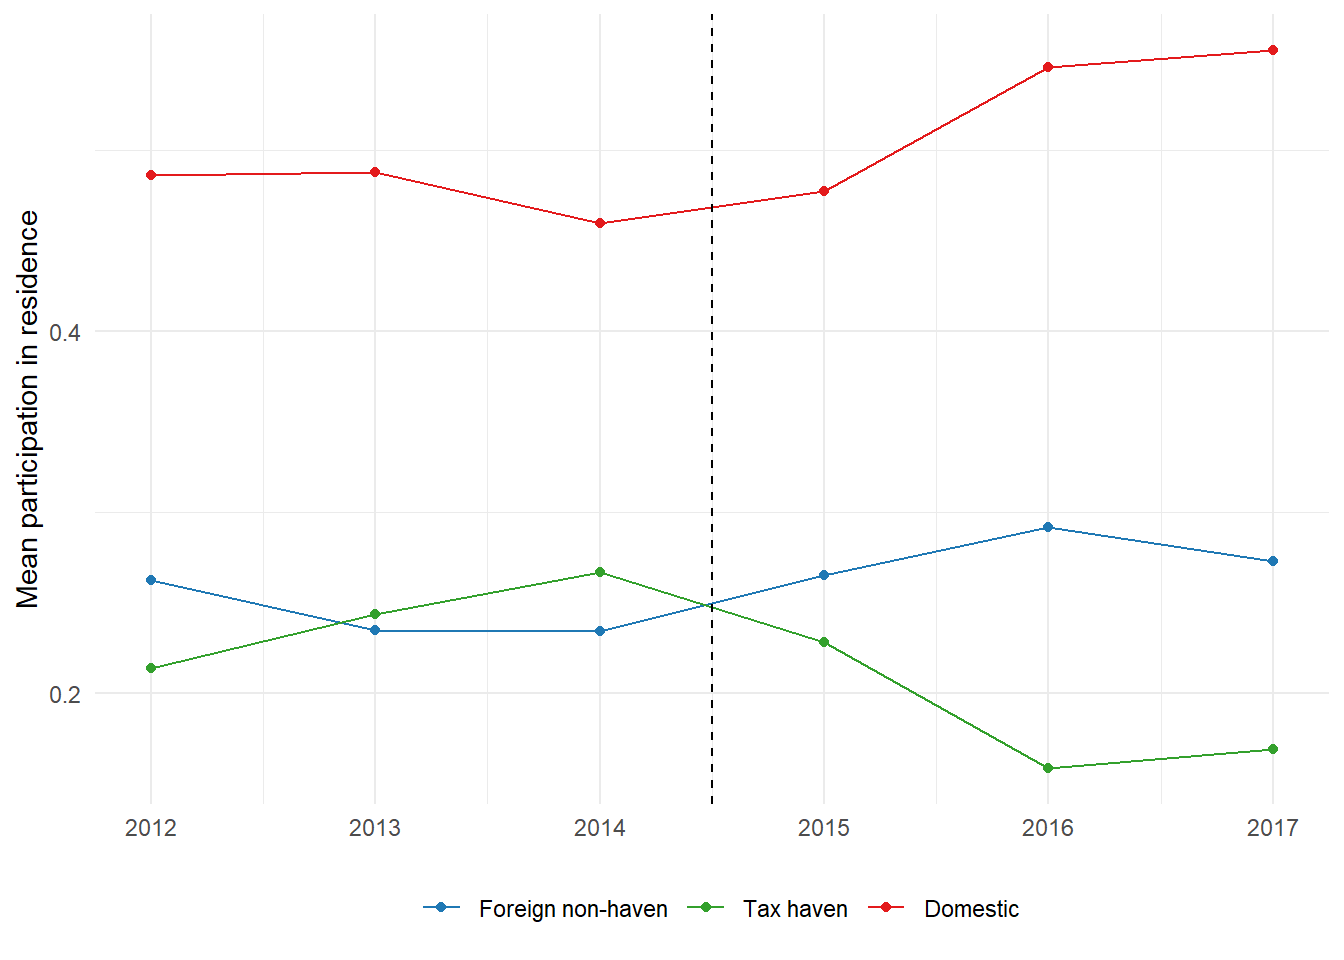 Mean participation in residence
0.4
0.2
2012 2013 2014 2015 2016 2017
Foreign non-haven Tax haven Domestic